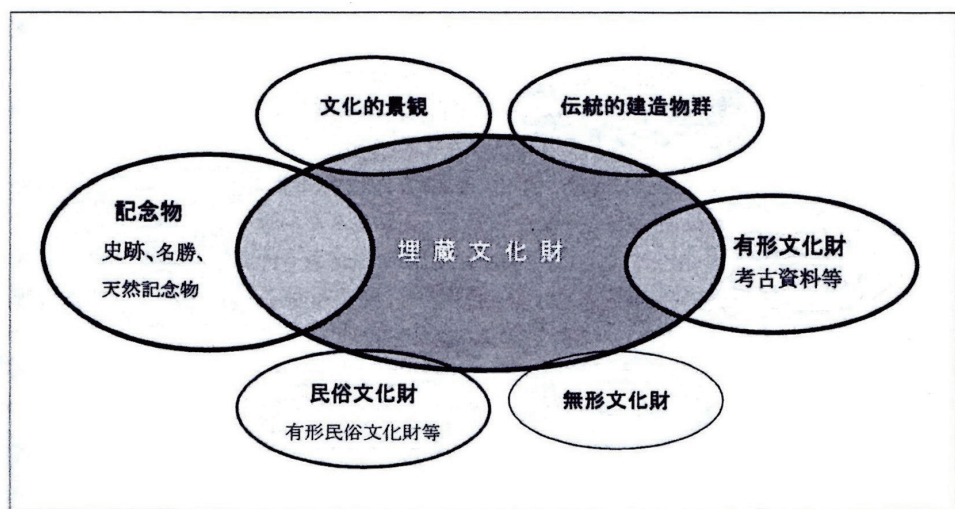 文化的景観
伝統的建造物群
記念物
史跡、名勝、
天然記念物
埋蔵文化財
有形文化財
考古資料等
民俗文化財
有形民俗文化財等
無形文化財